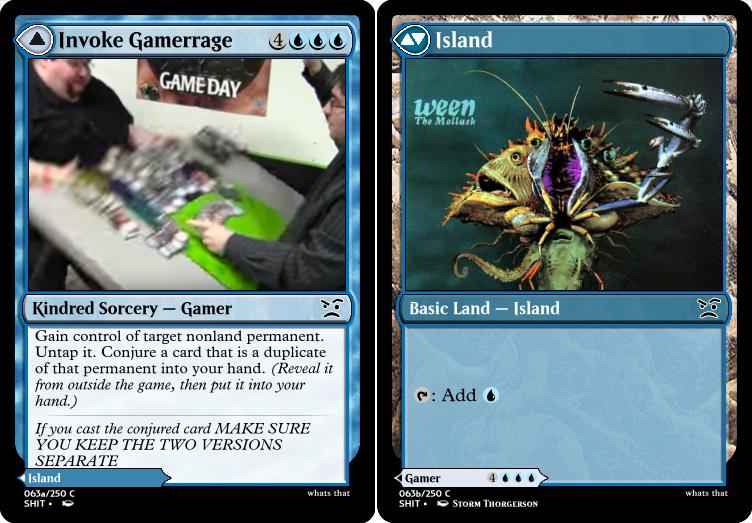 Invoke Gamerrage 4
GAMEDAY
Kindred Sorcery — Gamer
Gain control of target nonland permanent.
Untap it. Conjure a card that is a duplicate
of that permanent into your hand. (Reveal it
from outside the game, then put it into your
hand.)
If you cast the conjured card MAKE SURE
YOU KEEP THE TWO VERSIONS
SEPARATE
Island
063a/250 C
SHIT •
whats that
Island
ween
The Mollusk
Basic Land — Island
: Add
Gamer 4
063b/250 C
SHIT • Storm Thorgerson
whats that